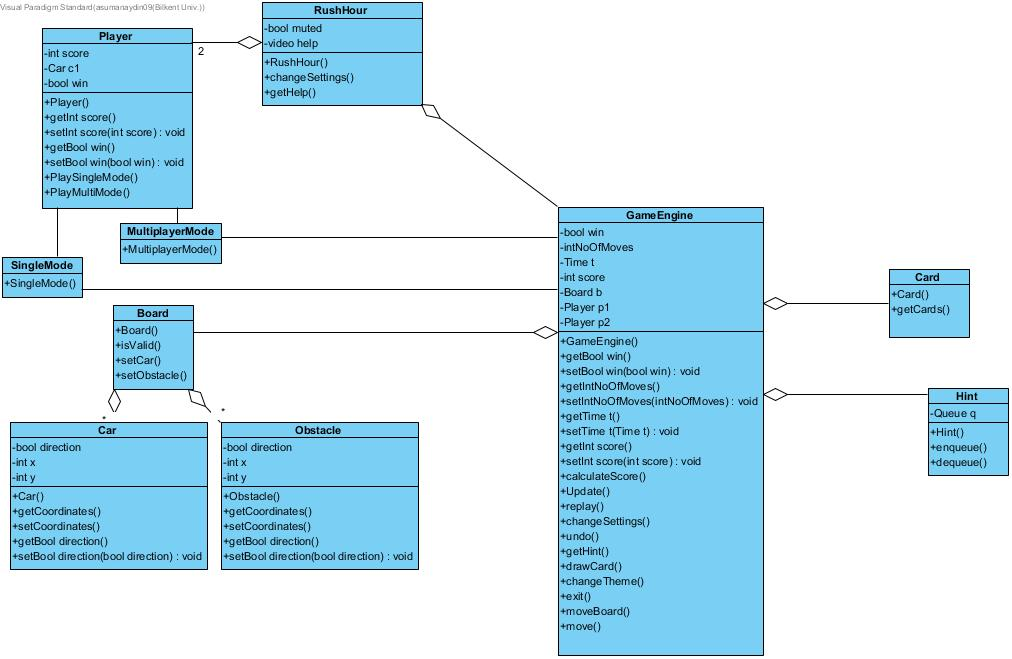 Visual Paradigm Standard(asumanaydin09(Bilkent Univ.))
RushHour
-bool muted
-video help
+RushHour()
+changeSettings()
+getHelp()
Player
-int score
-Car c1
-bool win
+Player()
+getInt score()
+setInt score(int score) : void
+getBool win()
+setBool win(bool win) : void
+PlaySingleMode()
+PlayMultiMode()
2
MultiplayerMode
+MultiplayerMode()
SingleMode
+SingleMode()
GameEngine
-bool win
-intNoOfMoves
-Time t
-int score
-Board b
-Player p1
-Player p2
+GameEngine()
+getBool win()
+setBool win(bool win) : void
+getIntNoOfMoves()
+setIntNoOfMoves(intNoOfMoves) : void
+getTime t()
+setTime t(Time t) : void
+getInt score()
+setInt score(int score) : void
+calculateScore()
+Update()
+replay()
+changeSettings()
+undo()
+getHint()
+drawCard()
+changeTheme()
+exit()
+moveBoard()
+move()
Card
+Card()
+getCards()
Hint
-Queue q
+Hint()
+enqueue()
+dequeue()
Board
+Board()
+isValid()
+setCar()
+setObstacle()
*
*
Car
-bool direction
-int x
-int y
+Car()
+getCoordinates()
+setCoordinates()
+getBool direction()
+setBool direction(bool direction) : void
Obstacle
-bool direction
-int x
-int y
+Obstacle()
+getCoordinates()
+setCoordinates()
+getBool direction()
+setBool direction(bool direction) : void